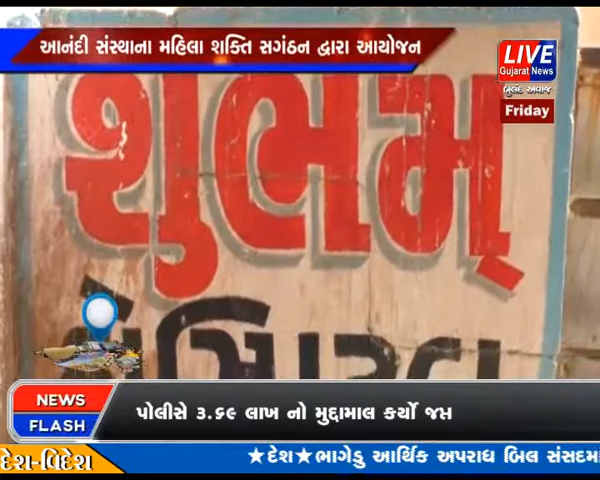 આનંદી સંસ્થાના મહિલા શક્તિ સગંઠન દ્વારા આયોજન
LIVE
Gujarat News
બુલંદ અવાજ
Friday
શુભમ્
NEWS
FLASH
પોલીસે ૩.૬૯ લાખ નો મુદ્દામાલ કર્યો જપ્ત
દેશ-વિદેશ
★દેશ★ભાગેડુ આર્થિક અપરાધ બિલ સંસદમાં